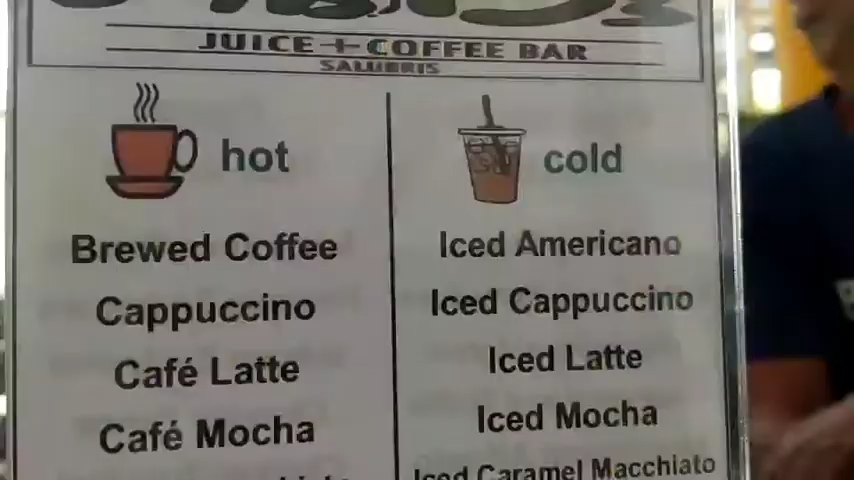 JUICE + COFFEE BAR
SALUBRIS
hot
Brewed Coffee
Cappuccino
Café Latte
Café Mocha
cold
Iced Americano
Iced Cappuccino
Iced Latte
Iced Mocha
Iced Caramel Macchiato